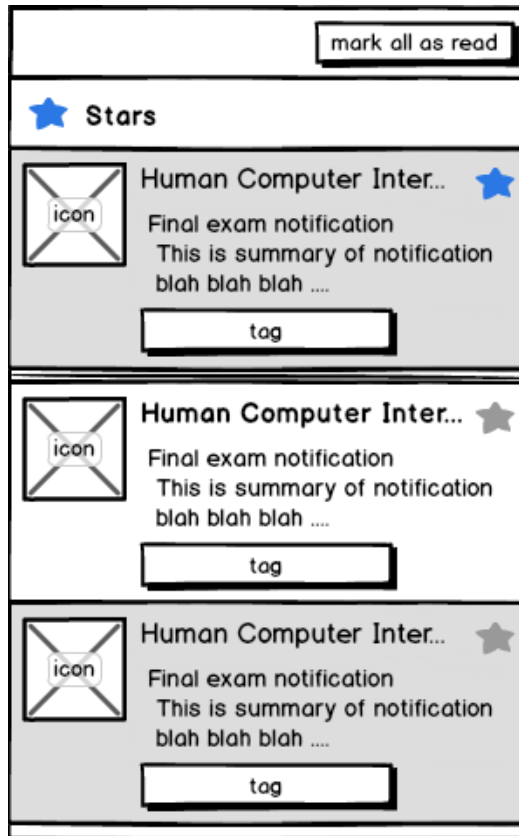 mark all as read
Stars
icon
Human Computer Inter...
Final exam notification
This is summary of notification
blah blah blah ....
tag
icon
Human Computer Inter...
Final exam notification
This is summary of notification
blah blah blah ....
tag
icon
Human Computer Inter...
Final exam notification
This is summary of notification
blah blah blah ....
tag